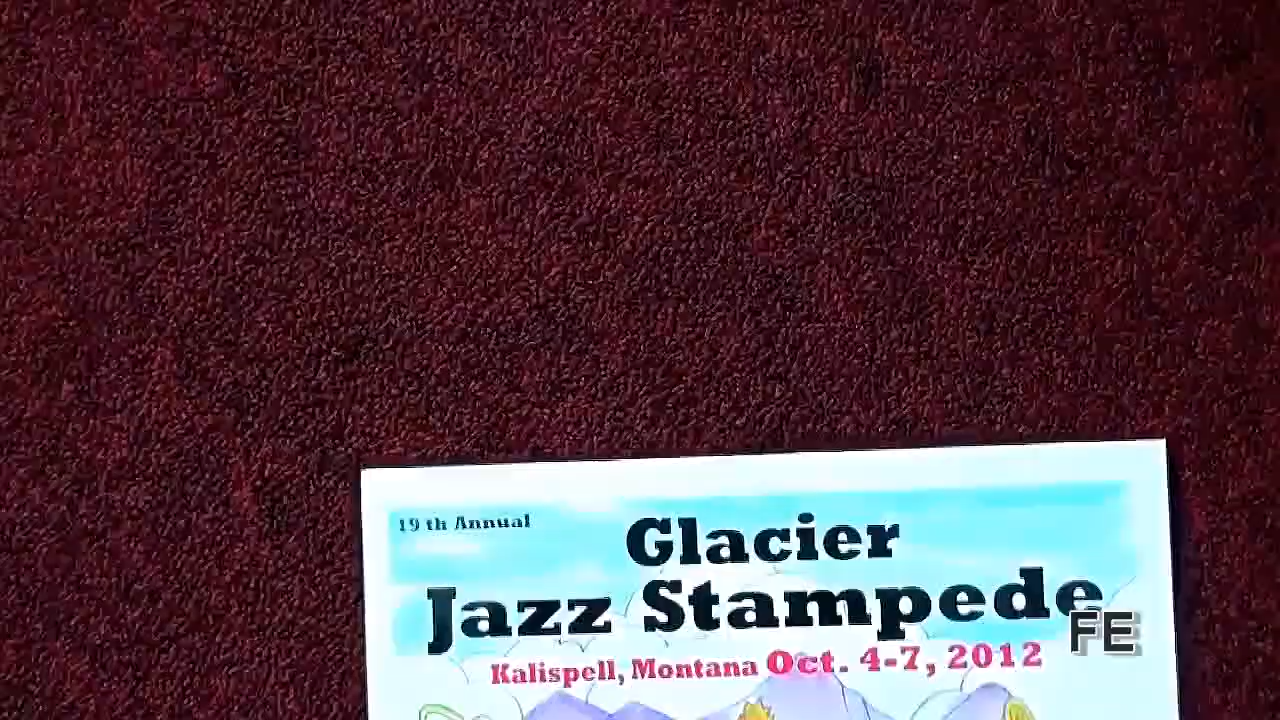 19 th Annual
Glacier
Jazz Stampede
Kalispell, Montana Oct. 4-7, 2012
FE